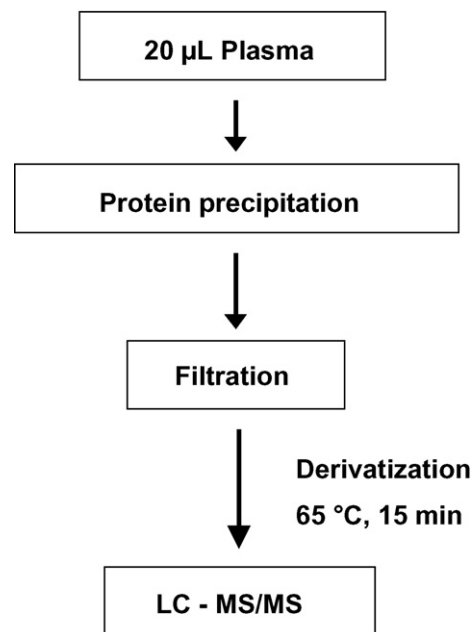 20 µL Plasma
Protein precipitation
Filtration
Derivatization
65 °C, 15 min
LC - MS/MS